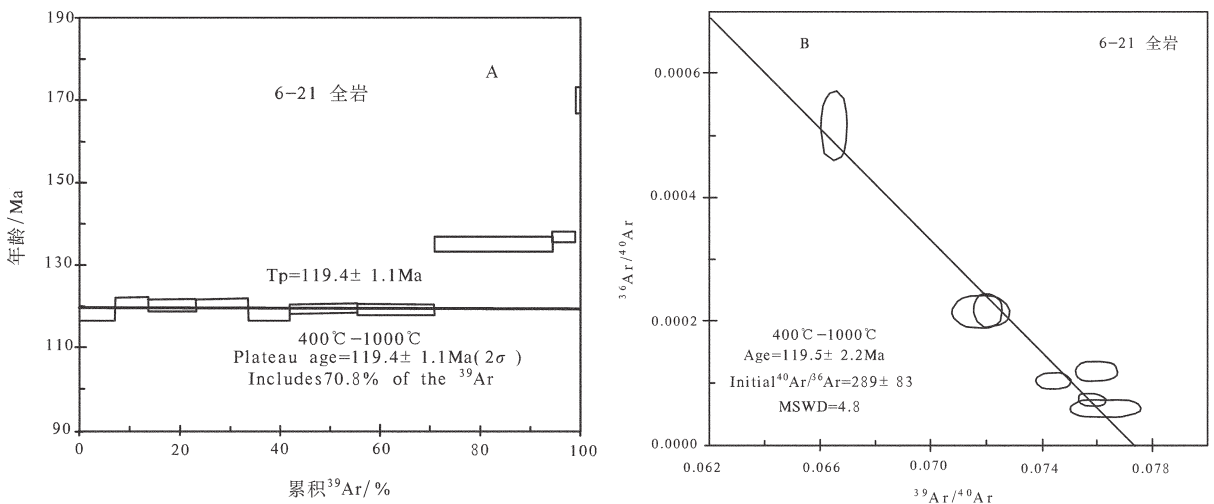 190
170
150
130
110
90
年龄/Ma
A
6-21 全岩
Tp=119.4± 1.1Ma
400℃-1000℃
Plateau age=119.4± 1.1Ma(2σ)
Includes70.8% of the ³⁹Ar
0 20 40 60 80 100
累积³⁹Ar/%
B
6-21 全岩
0.0006
0.0004
0.0002
0.0000
³⁶Ar/⁴⁰Ar
400℃-1000℃
Age=119.5± 2.2Ma
Initial⁴⁰Ar/³⁶Ar=289± 83
MSWD=4.8
0.062 0.066 0.070 0.074 0.078
³⁹Ar/⁴⁰Ar